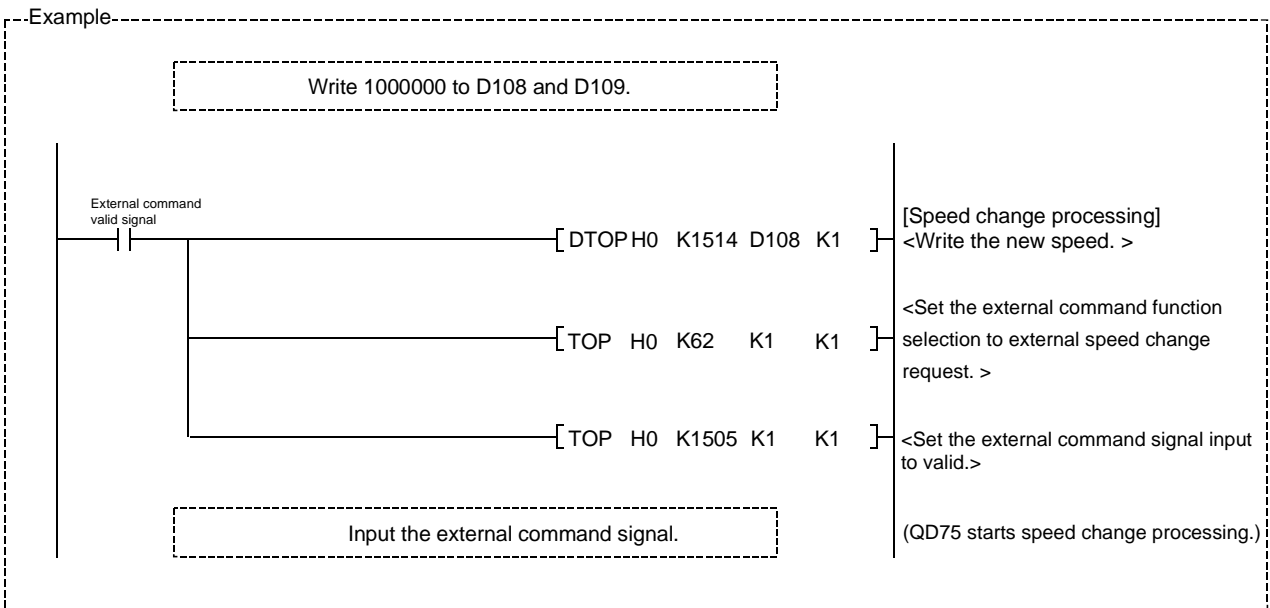 Example
Write 1000000 to D108 and D109.
External command
valid signal
DTOP H0 K1514 D108 K1
[Speed change processing]
<Write the new speed. >
TOP H0 K62 K1 K1
<Set the external command function
selection to external speed change
request. >
TOP H0 K1505 K1 K1
<Set the external command signal input
to valid.>
Input the external command signal.
(QD75 starts speed change processing.)